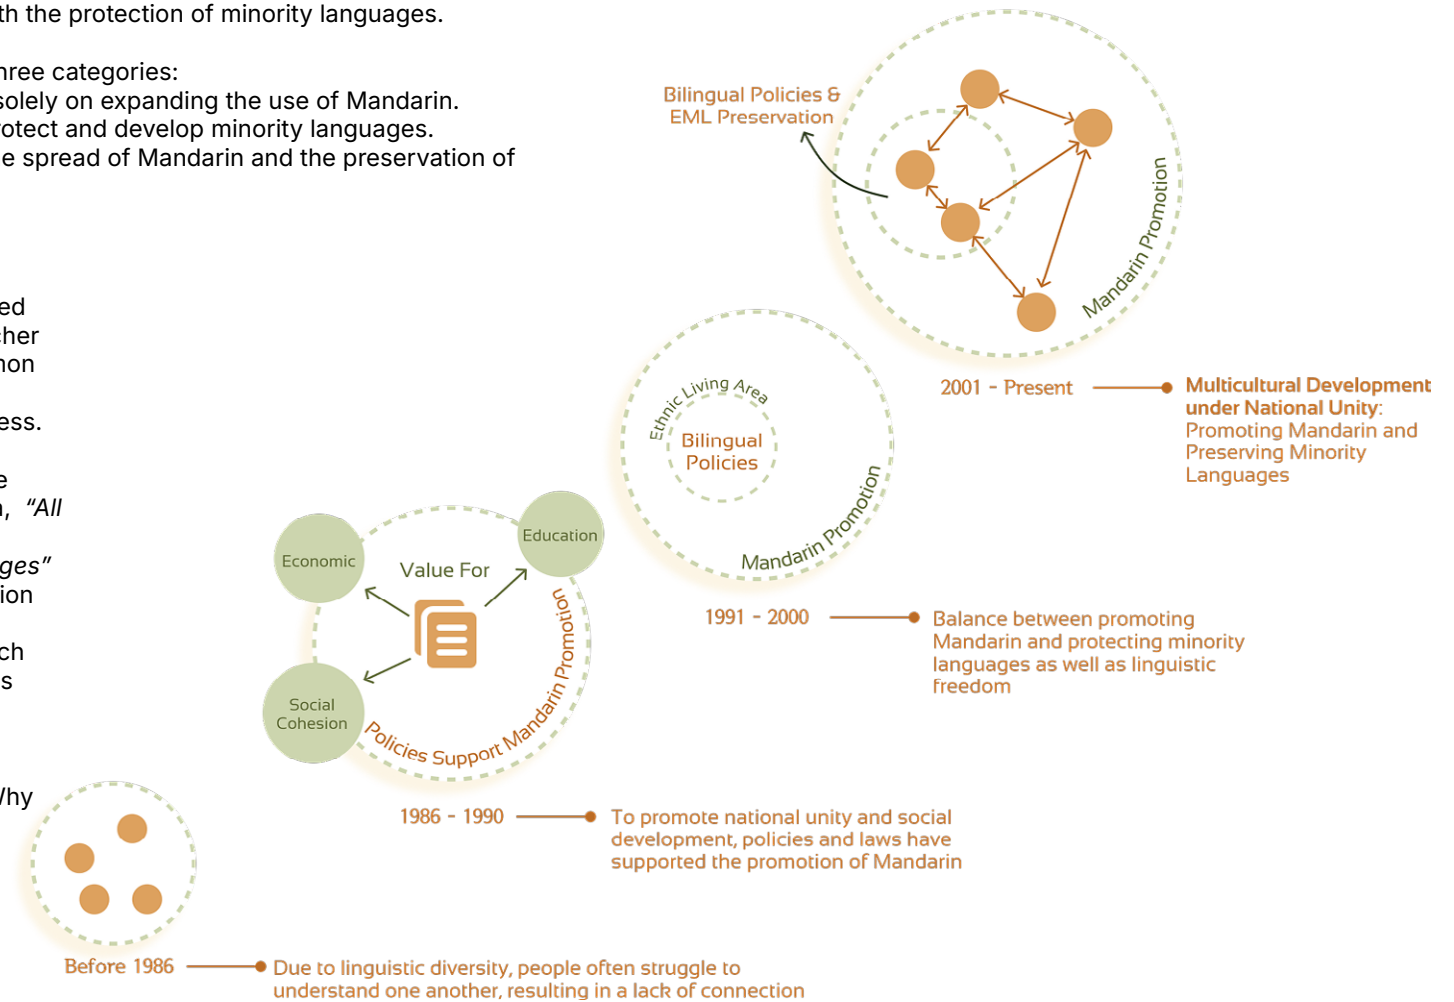 th the protection of minority languages.
hree categories:
solely on expanding the use of Mandarin.
rotect and develop minority languages.
e spread of Mandarin and the preservation of
ed
cher
mon
ess.
e
n, “All
ges”
ion
ch
s
Why
Bilingual Policies &
EML Preservation
Mandarin Promotion
2001 - Present
Multicultural Development
under National Unity:
Promoting Mandarin and
Preserving Minority
Languages
Ethnic Living Area
Bilingual
Policies
Mandarin Promotion
1991 - 2000
Balance between promoting
Mandarin and protecting minority
languages as well as linguistic
freedom
Economic
Value For
Education
Social
Cohesion
Policies Support Mandarin Promotion
1986 - 1990
To promote national unity and social
development, policies and laws have
supported the promotion of Mandarin
Before 1986
Due to linguistic diversity, people often struggle to
understand one another, resulting in a lack of connection